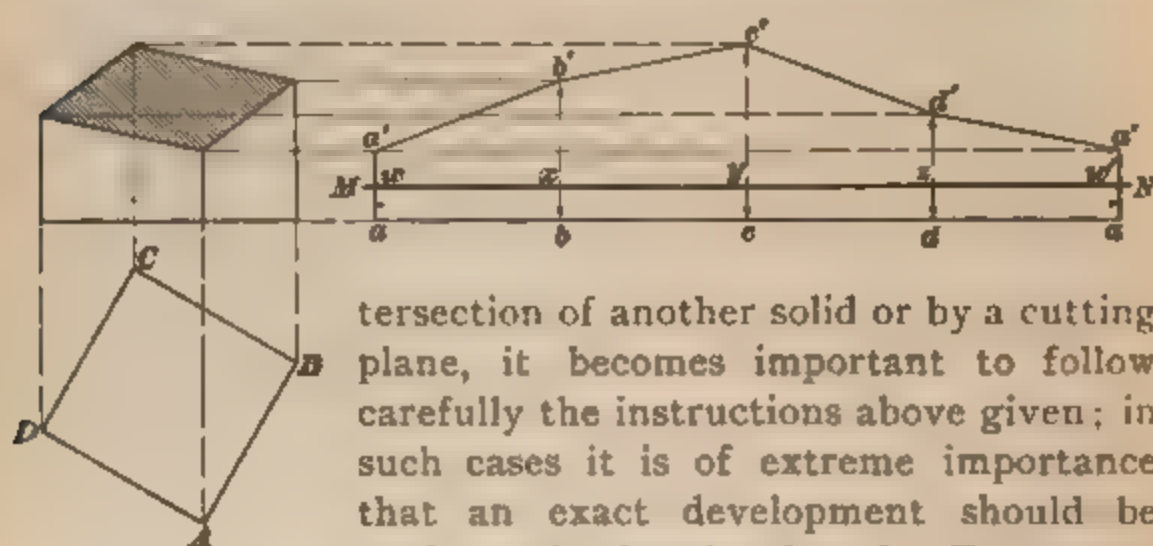 c'
b'
d'
a' a'
M w x y z w N
a b c d a
C
B
D
A
tersection of another solid or by a cutting
plane, it becomes important to follow
carefully the instructions above given; in
such cases it is of extreme importance
that an exact development should be